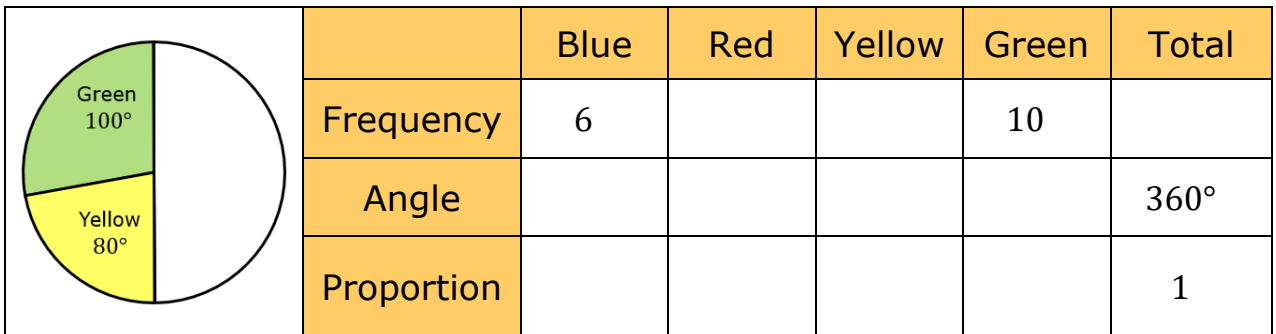 Green
100°
Yellow
80°
Blue Red Yellow Green Total
Frequency 6 10
Angle 360°
Proportion 1